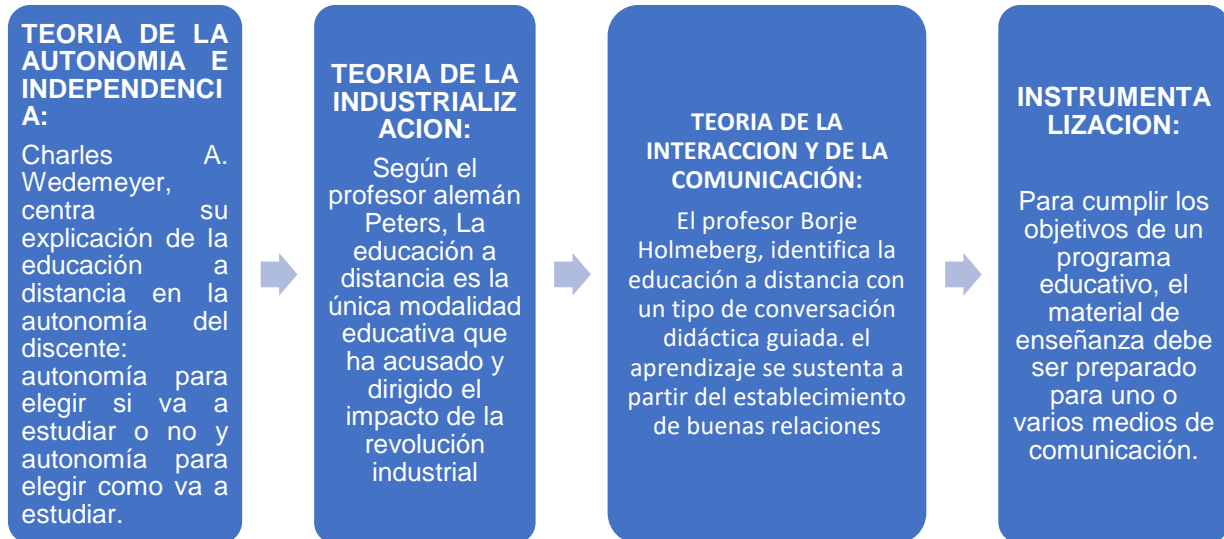 TEORIA DE LA
AUTONOMIA E
INDEPENDENCI
A:
Charles A.
Wedemeyer,
centra su
explicación de la
educación a
distancia en la
autonomía del
discente:
autonomía para
elegir si va a
estudiar o no y
autonomía para
elegir como va a
estudiar.
TEORIA DE LA
INDUSTRIALIZ
ACION:
Según el
profesor alemán
Peters, La
educación a
distancia es la
única modalidad
educativa que
ha acusado y
dirigido el
impacto de la
revolución
industrial
TEORIA DE LA
INTERACCION Y DE LA
COMUNICACIÓN:
El profesor Borje
Holmeberg, identifica la
educación a distancia con
un tipo de conversación
didáctica guiada. el
aprendizaje se sustenta a
partir del establecimiento
de buenas relaciones
INSTRUMENTA
LIZACION:
Para cumplir los
objetivos de un
programa
educativo, el
material de
enseñanza debe
ser preparado
para uno o
varios medios de
comunicación.